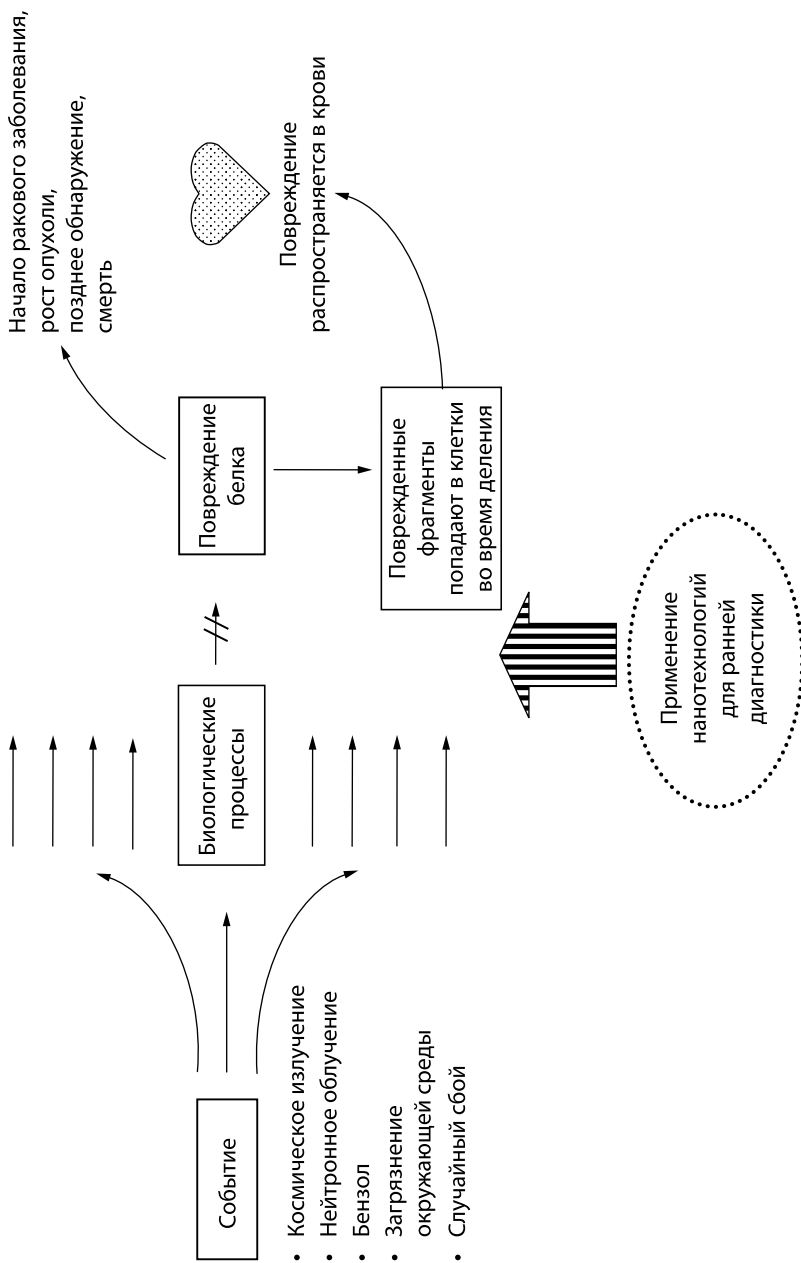 Событие
• Космическое излучение
• Нейтронное облучение
• Бензол
• Загрязнение
окружающей среды
• Случайный сбой
Биологические
процессы
Повреждение
белка
Начало ракового заболевания,
рост опухоли,
позднее обнаружение,
смерть
Поврежденные
фрагменты
попадают в клетки
во время деления
Повреждение
распространяется в крови
Применение
нанотехнологий
для ранней
диагностики